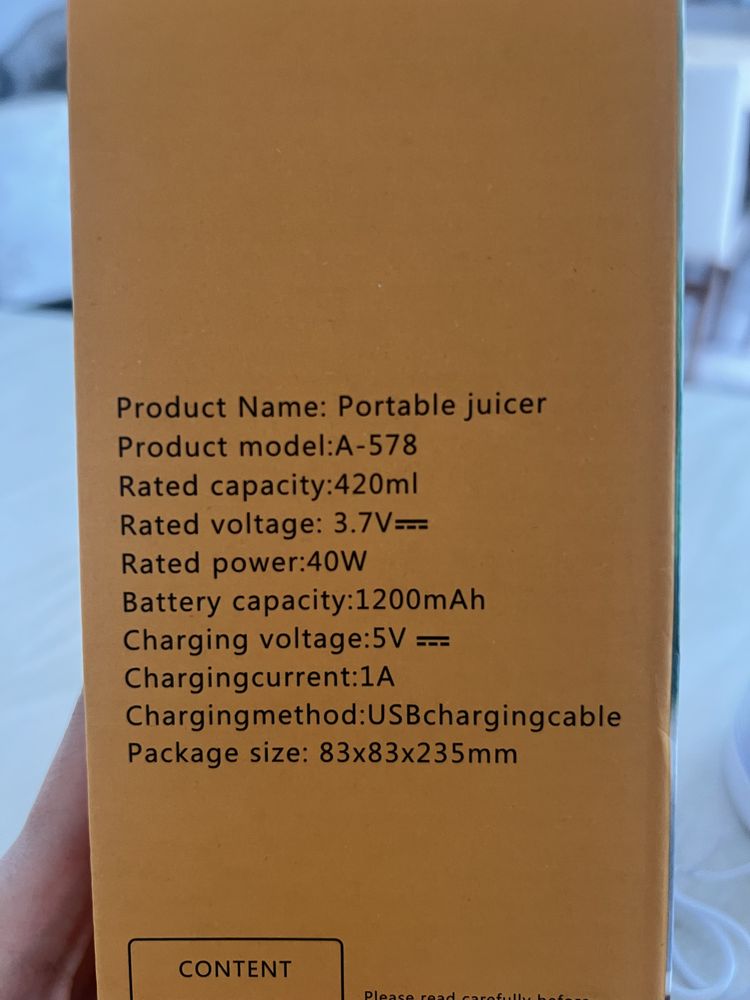 Product Name: Portable juicer
Product model:A-578
Rated capacity:420ml
Rated voltage: 3.7V⎓
Rated power:40W
Battery capacity:1200mAh
Charging voltage:5V ⎓
Chargingcurrent:1A
Chargingmethod:USBchargingcable
Package size: 83x83x235mm
CONTENT
Please read carefully before